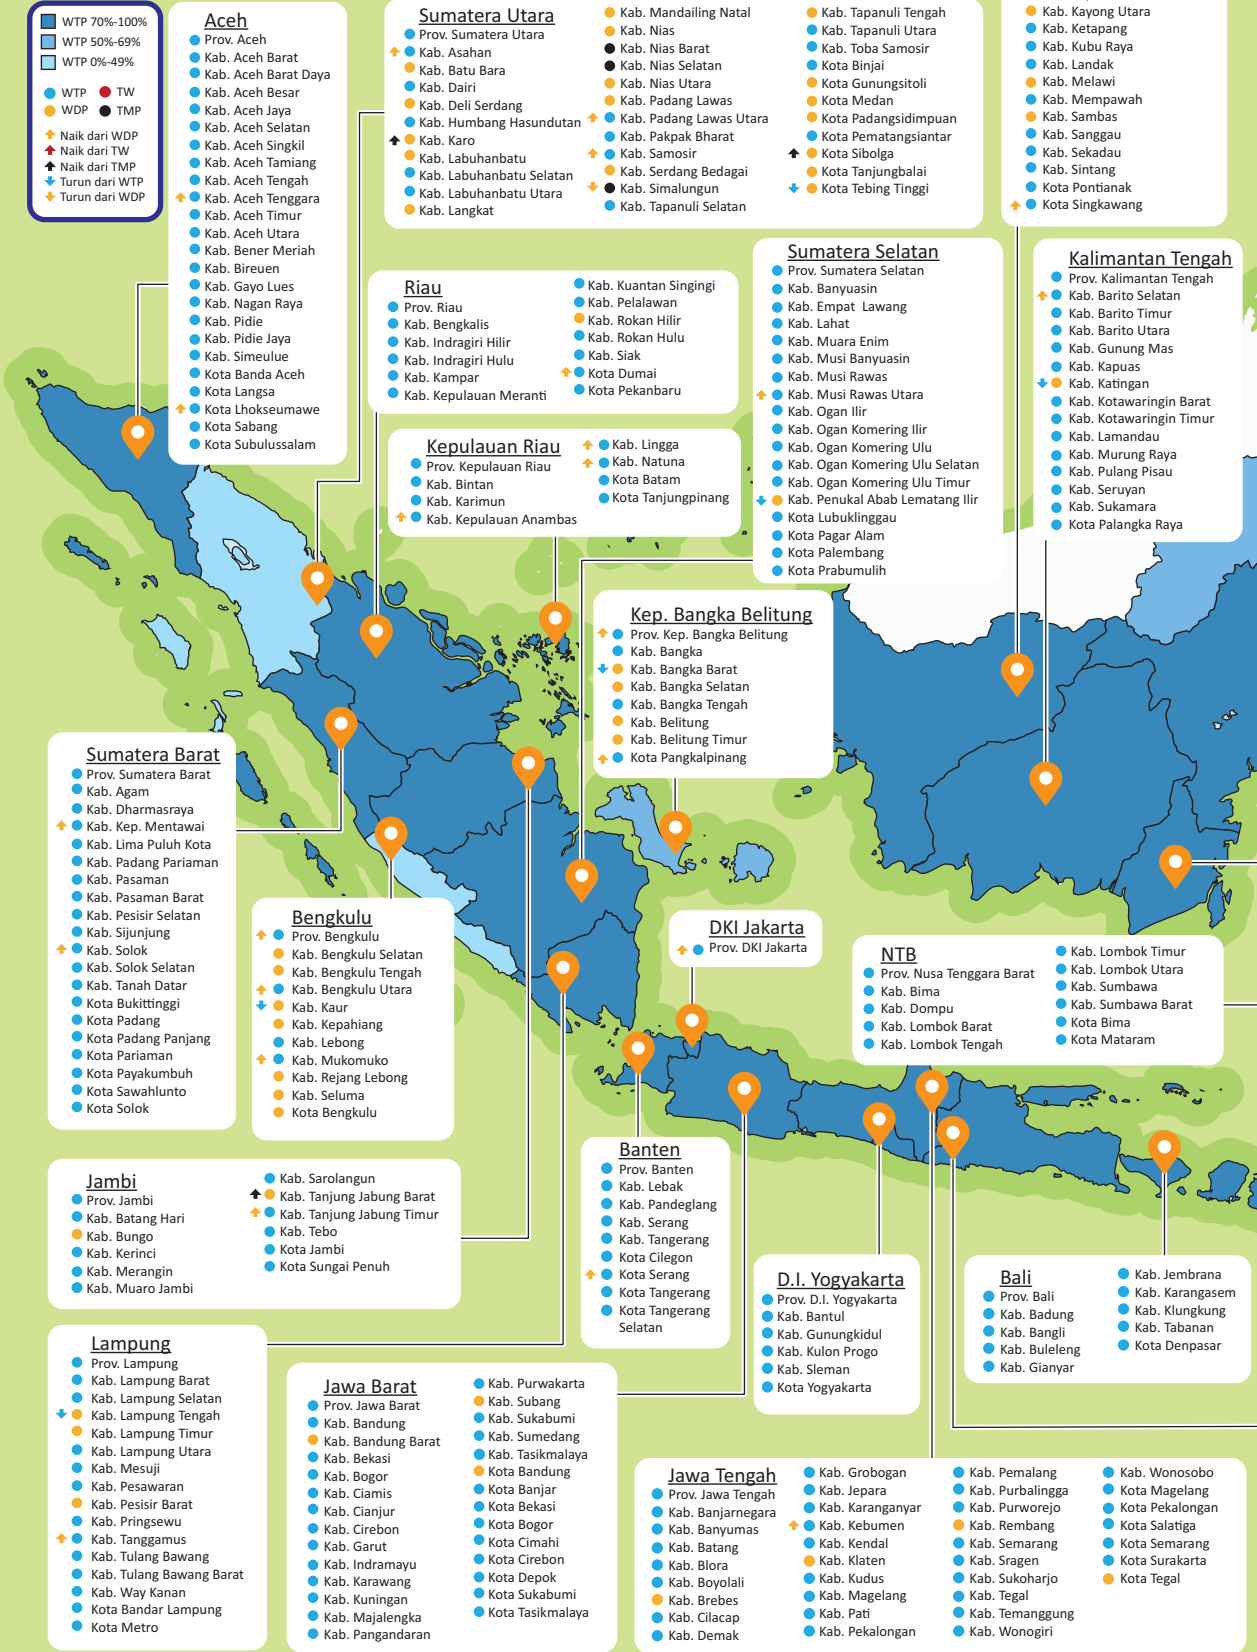 WTP 70%-100%
WTP 50%-69%
WTP 0%-49%
WTP
TW
WDP
TMP
Naik dari WDP
Naik dari TW
Naik dari TMP
Turun dari WTP
Turun dari WDP
Aceh
Prov. Aceh
Kab. Aceh Barat
Kab. Aceh Barat Daya
Kab. Aceh Besar
Kab. Aceh Jaya
Kab. Aceh Selatan
Kab. Aceh Singkil
Kab. Aceh Tamiang
Kab. Aceh Tengah
Kab. Aceh Tenggara
Kab. Aceh Timur
Kab. Aceh Utara
Kab. Bener Meriah
Kab. Bireuen
Kab. Gayo Lues
Kab. Nagan Raya
Kab. Pidie
Kab. Pidie Jaya
Kab. Simeulue
Kota Banda Aceh
Kota Langsa
Kota Lhokseumawe
Kota Sabang
Kota Subulussalam
Sumatera Utara
Prov. Sumatera Utara
Kab. Asahan
Kab. Batu Bara
Kab. Dairi
Kab. Deli Serdang
Kab. Humbang Hasundutan
Kab. Karo
Kab. Labuhanbatu
Kab. Labuhanbatu Selatan
Kab. Labuhanbatu Utara
Kab. Langkat
Kab. Mandailing Natal
Kab. Nias
Kab. Nias Barat
Kab. Nias Selatan
Kab. Nias Utara
Kab. Padang Lawas
Kab. Padang Lawas Utara
Kab. Pakpak Bharat
Kab. Samosir
Kab. Serdang Bedagai
Kab. Simalungun
Kab. Tapanuli Selatan
Kab. Tapanuli Tengah
Kab. Tapanuli Utara
Kab. Toba Samosir
Kota Binjai
Kota Gunungsitoli
Kota Medan
Kota Padangsidimpuan
Kota Pematangsiantar
Kota Sibolga
Kota Tanjungbalai
Kota Tebing Tinggi
Kab. Kayong Utara
Kab. Ketapang
Kab. Kubu Raya
Kab. Landak
Kab. Melawi
Kab. Mempawah
Kab. Sambas
Kab. Sanggau
Kab. Sekadau
Kab. Sintang
Kota Pontianak
Kota Singkawang
Riau
Prov. Riau
Kab. Bengkalis
Kab. Indragiri Hilir
Kab. Indragiri Hulu
Kab. Kampar
Kab. Kepulauan Meranti
Kab. Kuantan Singingi
Kab. Pelalawan
Kab. Rokan Hilir
Kab. Rokan Hulu
Kab. Siak
Kota Dumai
Kota Pekanbaru
Sumatera Selatan
Prov. Sumatera Selatan
Kab. Banyuasin
Kab. Empat Lawang
Kab. Lahat
Kab. Muara Enim
Kab. Musi Banyuasin
Kab. Musi Rawas
Kab. Musi Rawas Utara
Kab. Ogan Ilir
Kab. Ogan Komering Ilir
Kab. Ogan Komering Ulu
Kab. Ogan Komering Ulu Selatan
Kab. Ogan Komering Ulu Timur
Kab. Penukal Abab Lematang Ilir
Kota Lubuklinggau
Kota Pagar Alam
Kota Palembang
Kota Prabumulih
Kalimantan Tengah
Prov. Kalimantan Tengah
Kab. Barito Selatan
Kab. Barito Timur
Kab. Barito Utara
Kab. Gunung Mas
Kab. Kapuas
Kab. Katingan
Kab. Kotawaringin Barat
Kab. Kotawaringin Timur
Kab. Lamandau
Kab. Murung Raya
Kab. Pulang Pisau
Kab. Seruyan
Kab. Sukamara
Kota Palangka Raya
Kepulauan Riau
Prov. Kepulauan Riau
Kab. Bintan
Kab. Karimun
Kab. Kepulauan Anambas
Kab. Lingga
Kab. Natuna
Kota Batam
Kota Tanjungpinang
Kep. Bangka Belitung
Prov. Kep. Bangka Belitung
Kab. Bangka
Kab. Bangka Barat
Kab. Bangka Selatan
Kab. Bangka Tengah
Kab. Belitung
Kab. Belitung Timur
Kota Pangkalpinang
Sumatera Barat
Prov. Sumatera Barat
Kab. Agam
Kab. Dharmasraya
Kab. Kep. Mentawai
Kab. Lima Puluh Kota
Kab. Padang Pariaman
Kab. Pasaman
Kab. Pasaman Barat
Kab. Pesisir Selatan
Kab. Sijunjung
Kab. Solok
Kab. Solok Selatan
Kab. Tanah Datar
Kota Bukittinggi
Kota Padang
Kota Padang Panjang
Kota Pariaman
Kota Payakumbuh
Kota Sawahlunto
Kota Solok
Bengkulu
Prov. Bengkulu
Kab. Bengkulu Selatan
Kab. Bengkulu Tengah
Kab. Bengkulu Utara
Kab. Kaur
Kab. Kepahiang
Kab. Lebong
Kab. Mukomuko
Kab. Rejang Lebong
Kab. Seluma
Kota Bengkulu
DKI Jakarta
Prov. DKI Jakarta
NTB
Prov. Nusa Tenggara Barat
Kab. Bima
Kab. Dompu
Kab. Lombok Barat
Kab. Lombok Tengah
Kab. Lombok Timur
Kab. Lombok Utara
Kab. Sumbawa
Kab. Sumbawa Barat
Kota Bima
Kota Mataram
Jambi
Prov. Jambi
Kab. Batang Hari
Kab. Bungo
Kab. Kerinci
Kab. Merangin
Kab. Muaro Jambi
Kab. Sarolangun
Kab. Tanjung Jabung Barat
Kab. Tanjung Jabung Timur
Kab. Tebo
Kota Jambi
Kota Sungai Penuh
Banten
Prov. Banten
Kab. Lebak
Kab. Pandeglang
Kab. Serang
Kab. Tangerang
Kota Cilegon
Kota Serang
Kota Tangerang
Kota Tangerang
Selatan
D.I. Yogyakarta
Prov. D.I. Yogyakarta
Kab. Bantul
Kab. Gunungkidul
Kab. Kulon Progo
Kab. Sleman
Kota Yogyakarta
Bali
Prov. Bali
Kab. Badung
Kab. Bangli
Kab. Buleleng
Kab. Gianyar
Kab. Jembrana
Kab. Karangasem
Kab. Klungkung
Kab. Tabanan
Kota Denpasar
Lampung
Prov. Lampung
Kab. Lampung Barat
Kab. Lampung Selatan
Kab. Lampung Tengah
Kab. Lampung Timur
Kab. Lampung Utara
Kab. Mesuji
Kab. Pesawaran
Kab. Pesisir Barat
Kab. Pringsewu
Kab. Tanggamus
Kab. Tulang Bawang
Kab. Tulang Bawang Barat
Kab. Way Kanan
Kota Bandar Lampung
Kota Metro
Jawa Barat
Prov. Jawa Barat
Kab. Bandung
Kab. Bandung Barat
Kab. Bekasi
Kab. Bogor
Kab. Ciamis
Kab. Cianjur
Kab. Cirebon
Kab. Garut
Kab. Indramayu
Kab. Karawang
Kab. Kuningan
Kab. Majalengka
Kab. Pangandaran
Kab. Purwakarta
Kab. Subang
Kab. Sukabumi
Kab. Sumedang
Kab. Tasikmalaya
Kota Bandung
Kota Banjar
Kota Bekasi
Kota Bogor
Kota Cimahi
Kota Cirebon
Kota Depok
Kota Sukabumi
Kota Tasikmalaya
Jawa Tengah
Prov. Jawa Tengah
Kab. Banjarnegara
Kab. Banyumas
Kab. Batang
Kab. Blora
Kab. Boyolali
Kab. Brebes
Kab. Cilacap
Kab. Demak
Kab. Grobogan
Kab. Jepara
Kab. Karanganyar
Kab. Kebumen
Kab. Kendal
Kab. Klaten
Kab. Kudus
Kab. Magelang
Kab. Pati
Kab. Pekalongan
Kab. Pemalang
Kab. Purbalingga
Kab. Purworejo
Kab. Rembang
Kab. Semarang
Kab. Sragen
Kab. Sukoharjo
Kab. Tegal
Kab. Temanggung
Kab. Wonogiri
Kab. Wonosobo
Kota Magelang
Kota Pekalongan
Kota Salatiga
Kota Semarang
Kota Surakarta
Kota Tegal